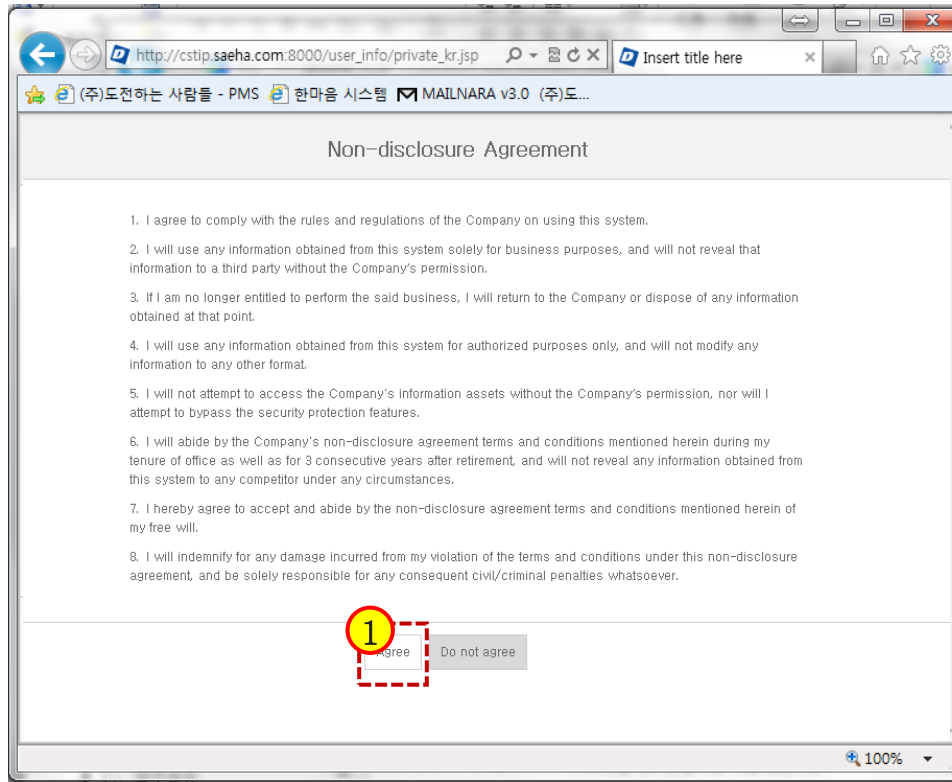 http://cstip.saeha.com:8000/user_info/private_kr.jsp
Insert title here
(주)도전하는 사람들 - PMS 한마음 시스템 MAILNARA v3.0 (주)도...
Non-disclosure Agreement
1. I agree to comply with the rules and regulations of the Company on using this system.
2. I will use any information obtained from this system solely for business purposes, and will not reveal that
information to a third party without the Company's permission.
3. If I am no longer entitled to perform the said business, I will return to the Company or dispose of any information
obtained at that point.
4. I will use any information obtained from this system for authorized purposes only, and will not modify any
information to any other format.
5. I will not attempt to access the Company's information assets without the Company's permission, nor will I
attempt to bypass the security protection features.
6. I will abide by the Company's non-disclosure agreement terms and conditions mentioned herein during my
tenure of office as well as for 3 consecutive years after retirement, and will not reveal any information obtained from
this system to any competitor under any circumstances.
7. I hereby agree to accept and abide by the non-disclosure agreement terms and conditions mentioned herein of
my free will.
8. I will indemnify for any damage incurred from my violation of the terms and conditions under this non-disclosure
agreement, and be solely responsible for any consequent civil/criminal penalties whatsoever.
1
Agree Do not agree
100%